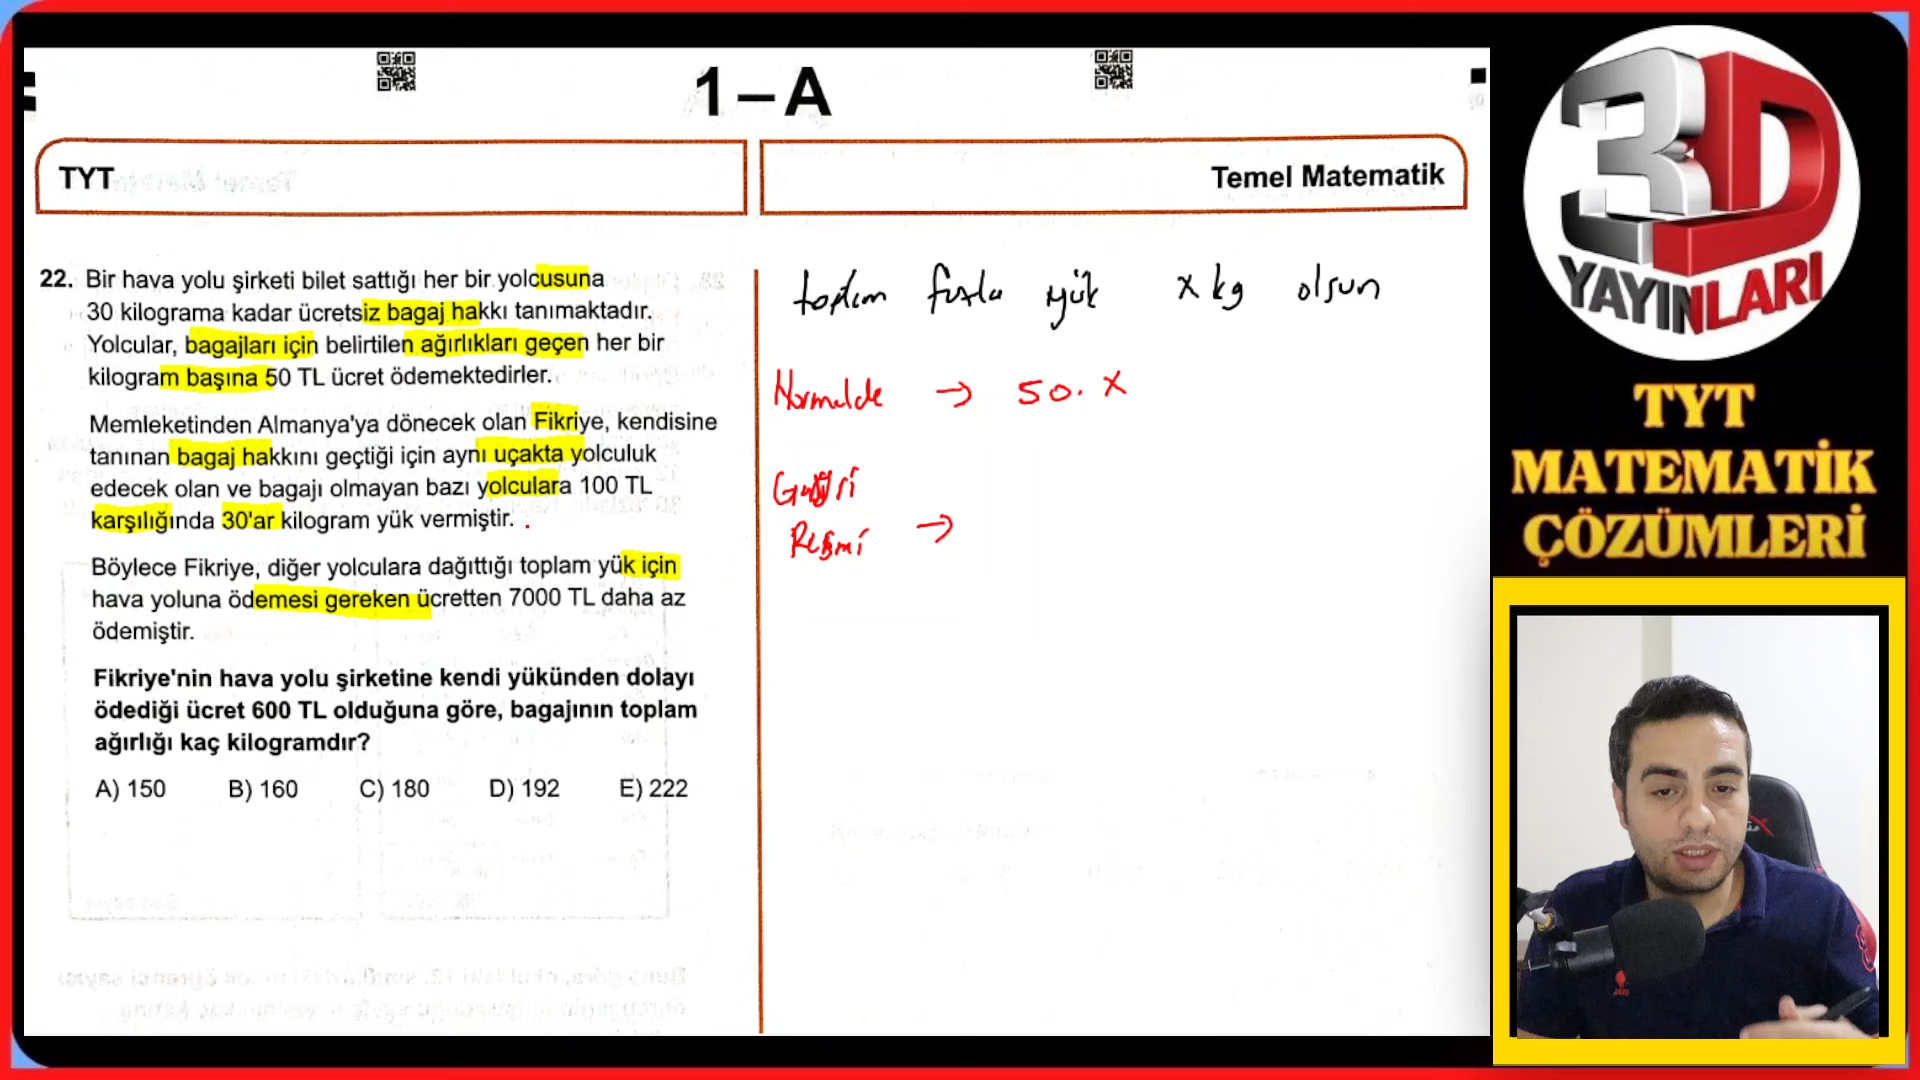 1 – A
TYT
Temel Matematik
22. Bir hava yolu şirketi bilet sattığı her bir yolcusuna
30 kilograma kadar ücretsiz bagaj hakkı tanımaktadır.
Yolcular, bagajları için belirtilen ağırlıkları geçen her bir
kilogram başına 50 TL ücret ödemektedirler.
Memleketinden Almanya'ya dönecek olan Fikriye, kendisine
tanınan bagaj hakkını geçtiği için aynı uçakta yolculuk
edecek olan ve bagajı olmayan bazı yolculara 100 TL
karşılığında 30'ar kilogram yük vermiştir.
Böylece Fikriye, diğer yolculara dağıttığı toplam yük için
hava yoluna ödemesi gereken ücretten 7000 TL daha az
ödemiştir.
Fikriye'nin hava yolu şirketine kendi yükünden dolayı
ödediği ücret 600 TL olduğuna göre, bagajının toplam
ağırlığı kaç kilogramdır?
A) 150 B) 160 C) 180 D) 192 E) 222
toplam fazla yük x kg olsun
Normalde → 50. x
Resmi →
3D
YAYINLARI
TYT
MATEMATİK
ÇÖZÜMLERİ